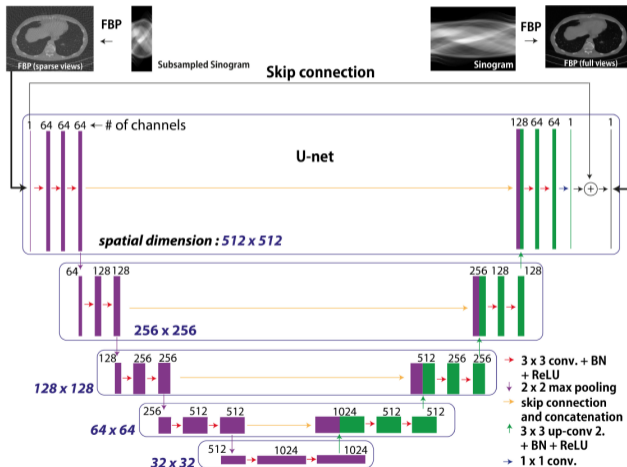 FBP
FBP
FBP (sparse views)
Subsampled Sinogram
Sinogram
FBP (full views)
Skip connection
1 64 64 64 ← # of channels
128 64 64 1 1
U-net
+
spatial dimension : 512 x 512
64 128 128
256 128 128
256 x 256
128 256 256
512 256 256
128 x 128
256 512 512
1024 512 512
64 x 64
512 1024 1024
32 x 32
3 x 3 conv. + BN
+ ReLU
2 x 2 max pooling
skip connection
and concatenation
3 x 3 up-conv 2.
+ BN + ReLU
1 x 1 conv.